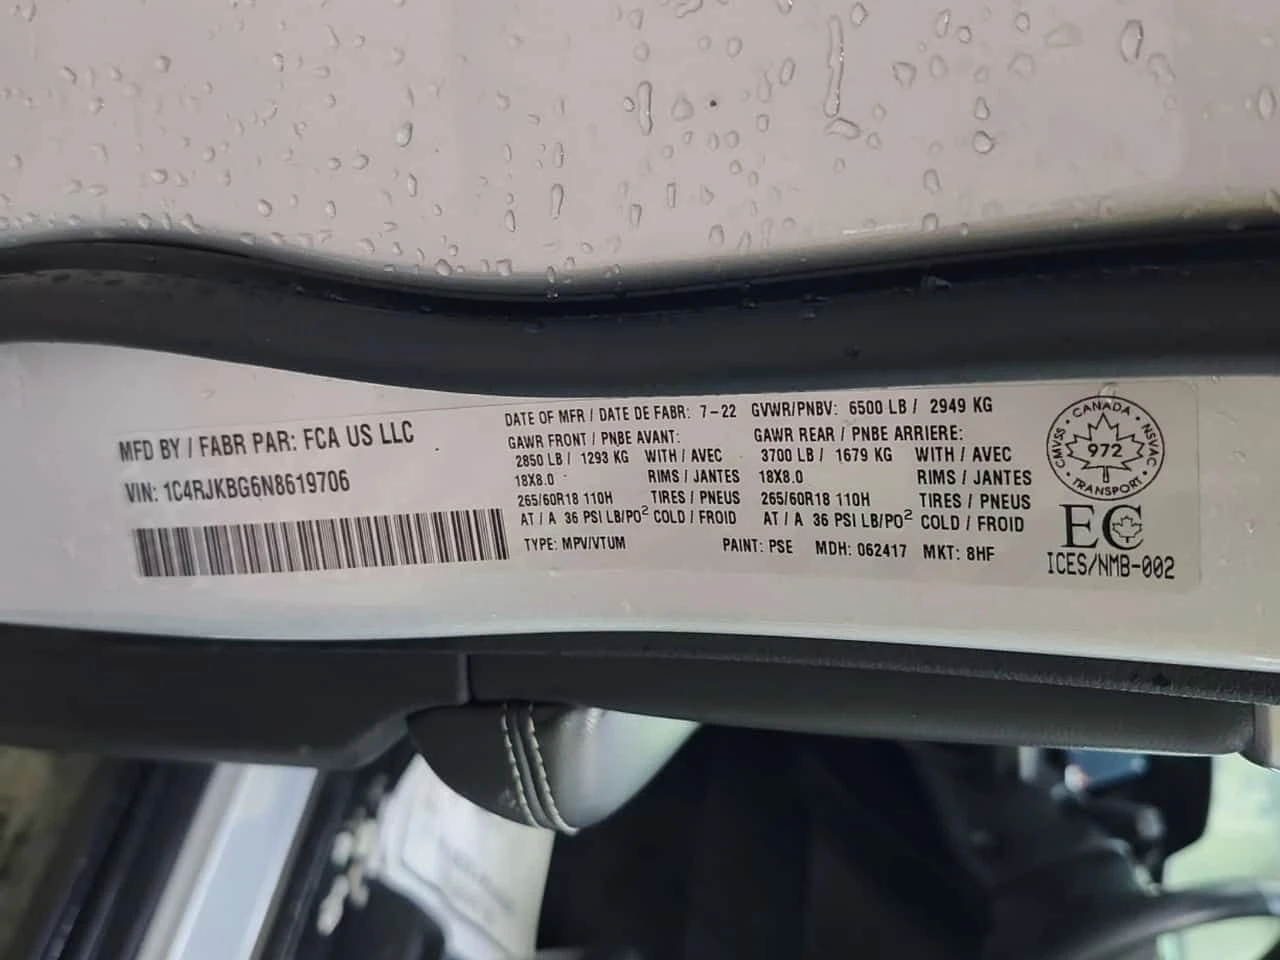 MFD BY / FABR PAR: FCA US LLC
VIN: 1C4RJKBG6N8619706
DATE OF MFR / DATE DE FABR: 7-22 GVWR/PNBV: 6500 LB / 2949 KG
GAWR FRONT / PNBE AVANT: GAWR REAR / PNBE ARRIERE:
2850 LB / 1293 KG WITH / AVEC 3700 LB / 1679 KG WITH / AVEC
18X8.0 RIMS / JANTES 18X8.0 RIMS / JANTES
265/60R18 110H TIRES / PNEUS 265/60R18 110H TIRES / PNEUS
AT / A 36 PSI LB/PO² COLD / FROID AT / A 36 PSI LB/PO² COLD / FROID
TYPE: MPV/VTUM PAINT: PSE MDH: 062417 MKT: 8HF
CANADA
CMVSS 972 NSVAC
TRANSPORT
EC
ICES/NMB-002